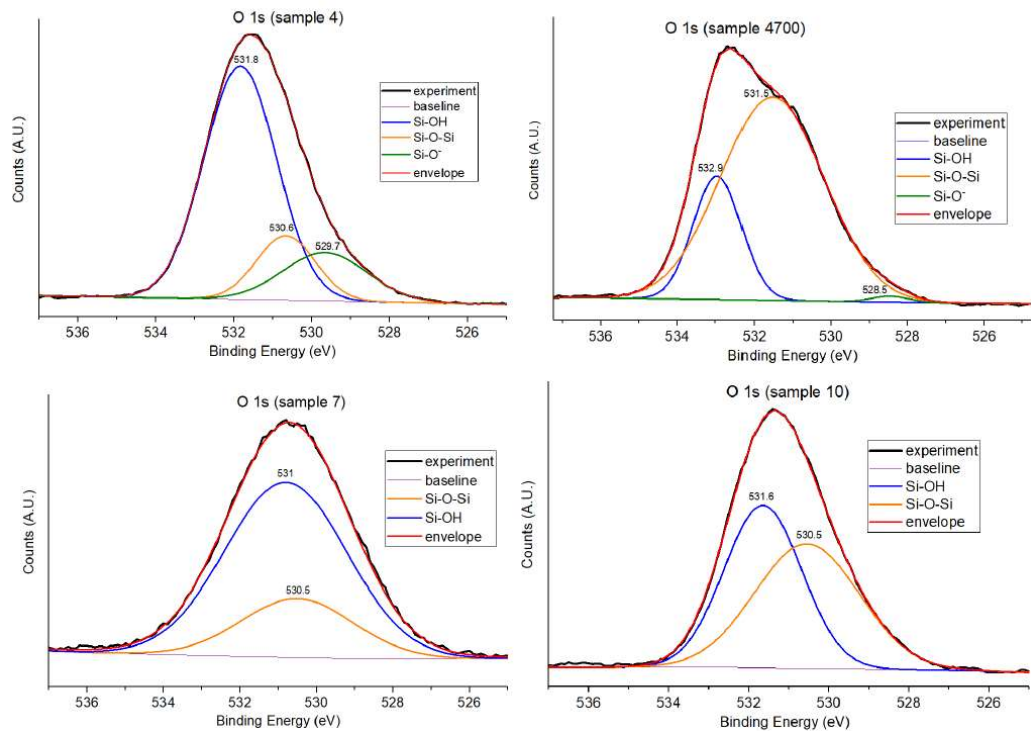 O 1s (sample 4)
531.8
530.6
529.7
experiment
baseline
Si-OH
Si-O-Si
Si-O⁻
envelope
Counts (A.U.)
536 534 532 530 528 526
Binding Energy (eV)
O 1s (sample 4700)
531.5
532.9
528.5
experiment
baseline
Si-OH
Si-O-Si
Si-O⁻
envelope
Counts (A.U.)
536 534 532 530 528 526
Binding Energy (eV)
O 1s (sample 7)
531
530.5
experiment
baseline
Si-O-Si
Si-OH
envelope
Counts (A.U.)
536 534 532 530 528 526
Binding Energy (eV)
O 1s (sample 10)
531.6
530.5
experiment
baseline
Si-OH
Si-O-Si
envelope
Counts (A.U.)
536 534 532 530 528 526
Binding Energy (eV)